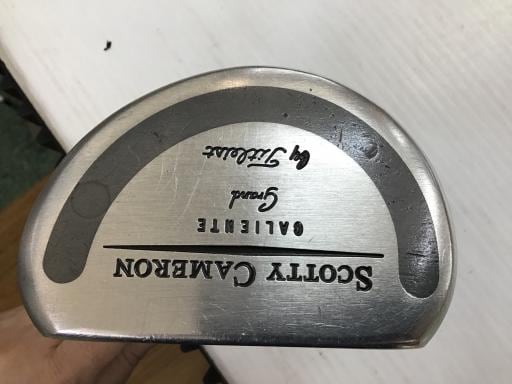 SCOTTY CAMERON
CALIENTE
Grand
by Titleist